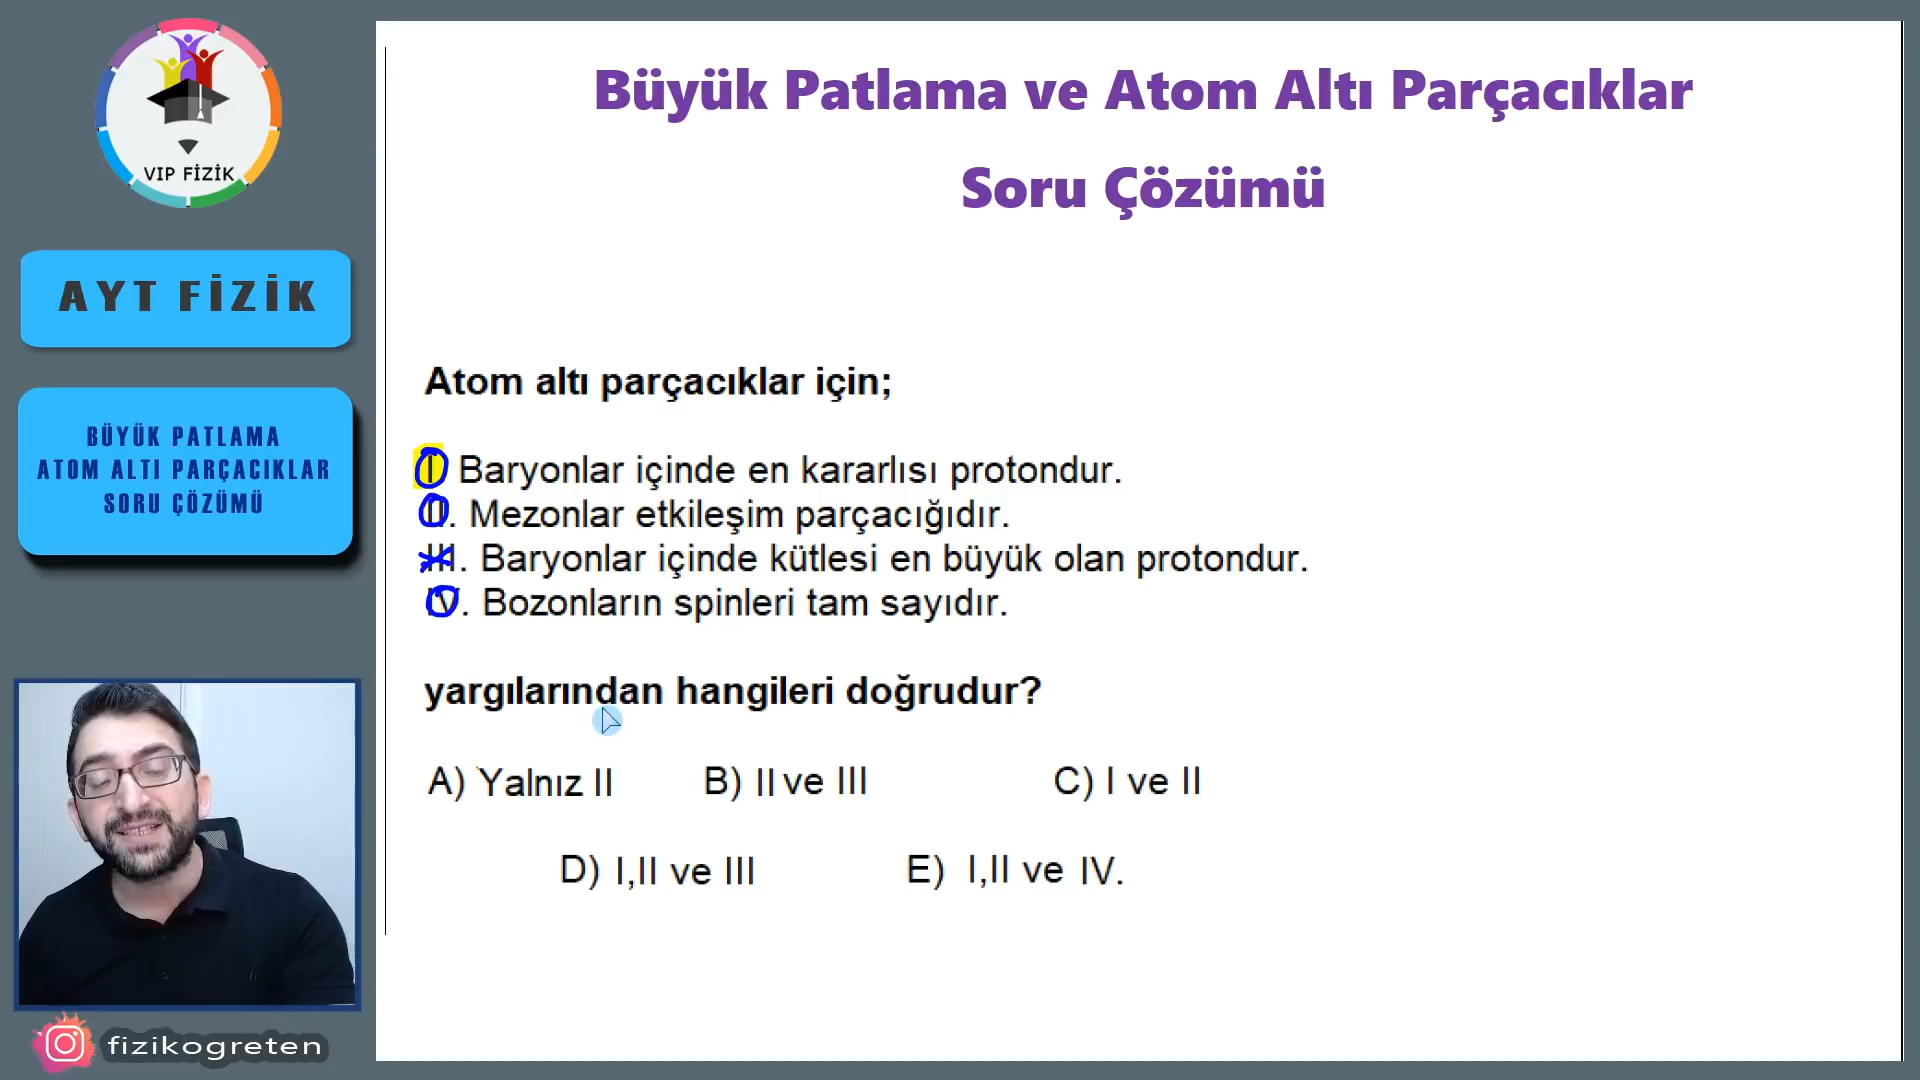 VIP FİZİK
AYT FİZİK
BÜYÜK PATLAMA
ATOM ALTI PARÇACIKLAR
SORU ÇÖZÜMÜ
fizikogreten
Büyük Patlama ve Atom Altı Parçacıklar
Soru Çözümü
Atom altı parçacıklar için;
I. Baryonlar içinde en kararlısı protondur.
II. Mezonlar etkileşim parçacığıdır.
III. Baryonlar içinde kütlesi en büyük olan protondur.
IV. Bozonların spinleri tam sayıdır.
yargılarından hangileri doğrudur?
A) Yalnız II B) II ve III C) I ve II
D) I,II ve III E) I,II ve IV.